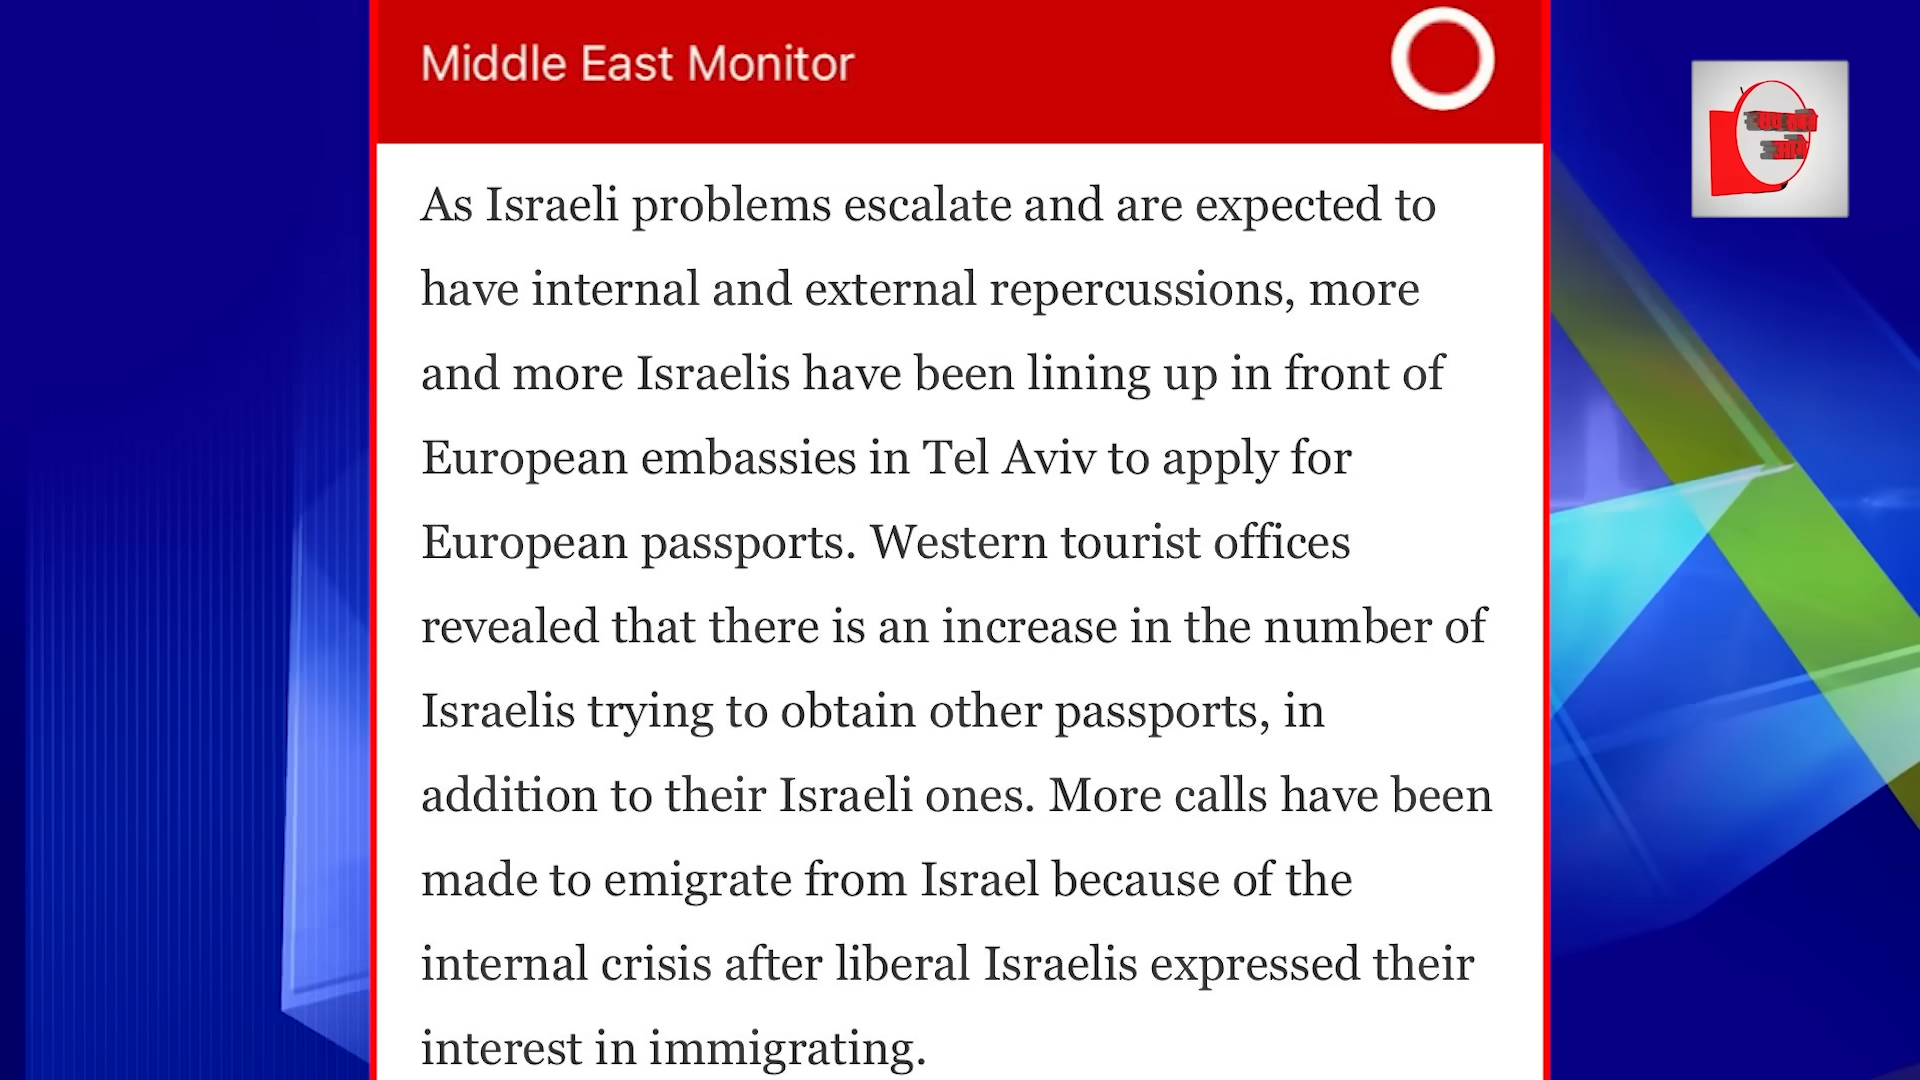 Middle East Monitor
As Israeli problems escalate and are expected to
have internal and external repercussions, more
and more Israelis have been lining up in front of
European embassies in Tel Aviv to apply for
European passports. Western tourist offices
revealed that there is an increase in the number of
Israelis trying to obtain other passports, in
addition to their Israeli ones. More calls have been
made to emigrate from Israel because of the
internal crisis after liberal Israelis expressed their
interest in immigrating.
सच सबसे
आगे